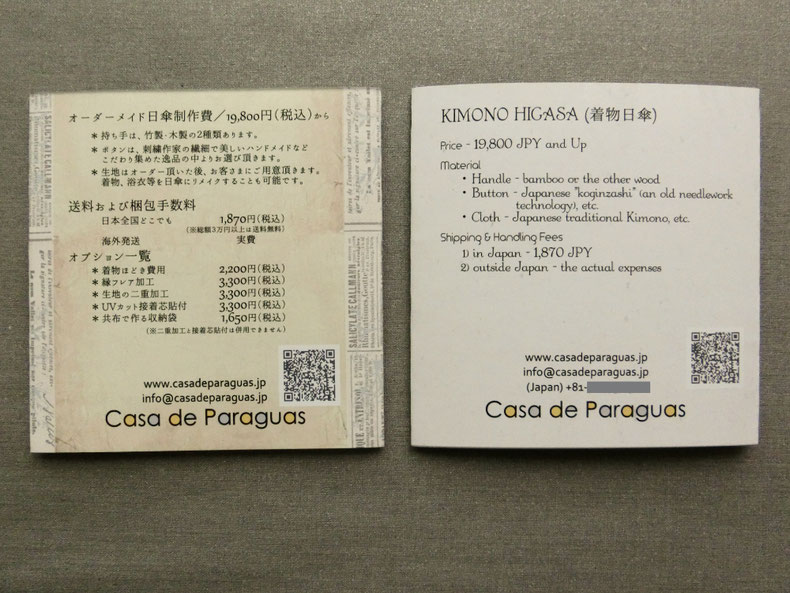 オーダーメイド日傘制作費／19,800円(税込)から
＊持ち手は、竹製・木製の2種類あります。
＊ボタンは、刺繍作家の繊細で美しいハンドメイドなど
こだわり集めた逸品の中よりお選び頂きます。
＊生地はオーダー頂いた後、お客さまにご用意頂きます。
着物、浴衣等を日傘にリメイクすることも可能です。
送料および梱包手数料
日本全国どこでも 1,870円(税込)
(※総額3万円以上は送料無料)
海外発送 実費
オプション一覧
＊着物ほどき費用 2,200円(税込)
＊縁フレア加工 3,300円(税込)
＊生地の二重加工 3,300円(税込)
＊UVカット接着芯貼付 3,300円(税込)
＊共布で作る収納袋 1,650円(税込)
(※二重加工と接着芯貼付は併用できません)
www.casadeparaguas.jp
info@casadeparaguas.jp
Casa de Paraguas
KIMONO HIGASA (着物日傘)
Price - 19,800 JPY and Up
Material
• Handle - bamboo or the other wood
• Button - Japanese "koginzashi" (an old needlework
technology), etc.
• Cloth - Japanese traditional Kimono, etc.
Shipping & Handling Fees
1) in Japan - 1,870 JPY
2) outside Japan - the actual expenses
www.casadeparaguas.jp
info@casadeparaguas.jp
(Japan) +81-
Casa de Paraguas